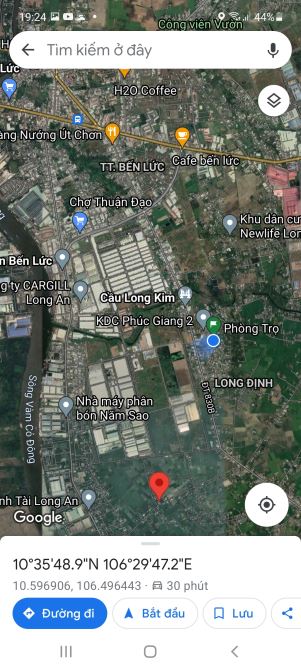 19:24
44%
Công viên Vườn
Tìm kiếm ở đây
Lức
H2O Coffee
àng Nướng Út Chơn
Cafe bến lức
TT. BẾN LỨC
Chợ Thuận Đạo
Khu dân cư
Newlife Lon
n Bến Lức
ng ty CARGILL
Long An
Cầu Long Kim
KDC Phúc Giang 2
Phòng Trọ
LONG ĐỊNH
ĐT 830B
Sông Vàm Cỏ Đông
Nhà máy phân
bón Năm Sao
nh Tài Long An
Google
10°35'48.9"N 106°29'47.2"E
10.596906, 106.496443 · 30 phút
Đường đi
Bắt đầu
Lưu